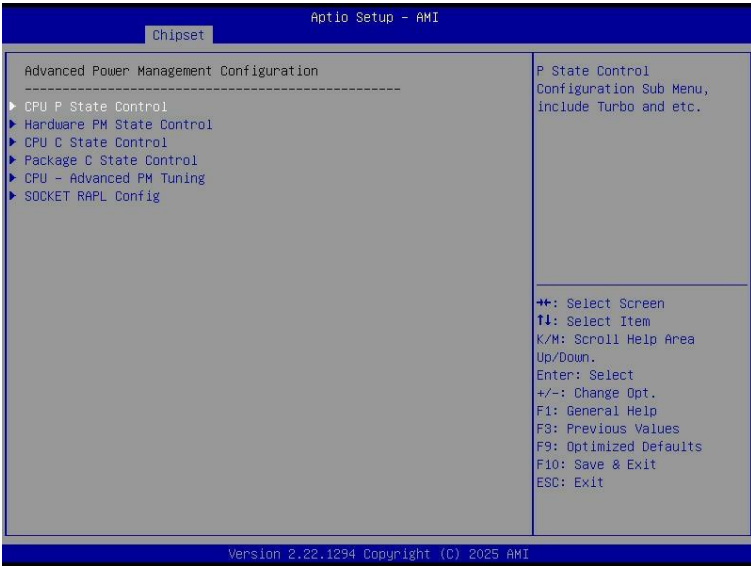 Aptio Setup – AMI
Chipset
Advanced Power Management Configuration
--------------------------------------------------
CPU P State Control
Hardware PM State Control
CPU C State Control
Package C State Control
CPU – Advanced PM Tuning
SOCKET RAPL Config
P State Control
Configuration Sub Menu,
include Turbo and etc.
→←: Select Screen
↑↓: Select Item
K/M: Scroll Help Area
Up/Down.
Enter: Select
+/-: Change Opt.
F1: General Help
F3: Previous Values
F9: Optimized Defaults
F10: Save & Exit
ESC: Exit
Version 2.22.1294 Copyright (C) 2025 AMI